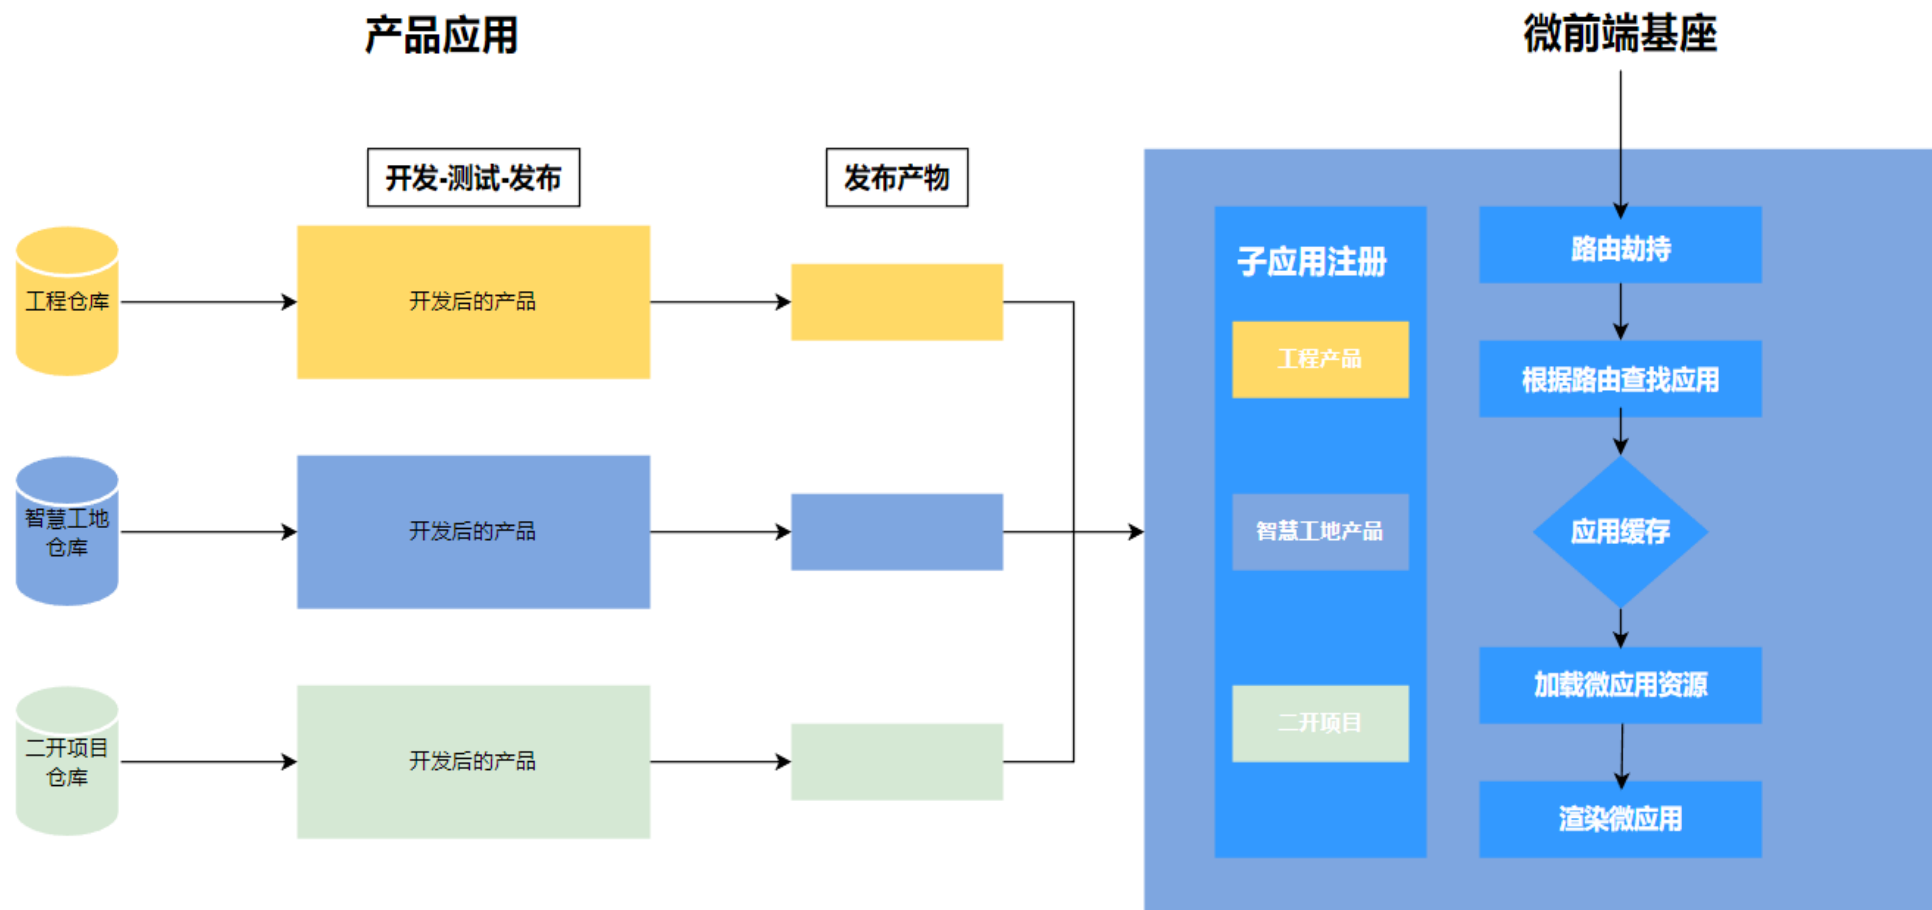 产品应用
微前端基座
开发-测试-发布
发布产物
工程仓库
开发后的产品
智慧工地
仓库
开发后的产品
二开项目
仓库
开发后的产品
子应用注册
工程产品
智慧工地产品
二开项目
路由劫持
根据路由查找应用
应用缓存
加载微应用资源
渲染微应用